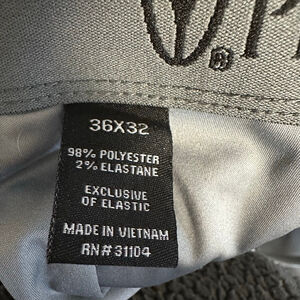 ®
36X32
98% POLYESTER
2% ELASTANE
EXCLUSIVE
OF ELASTIC
MADE IN VIETNAM
RN# 31104